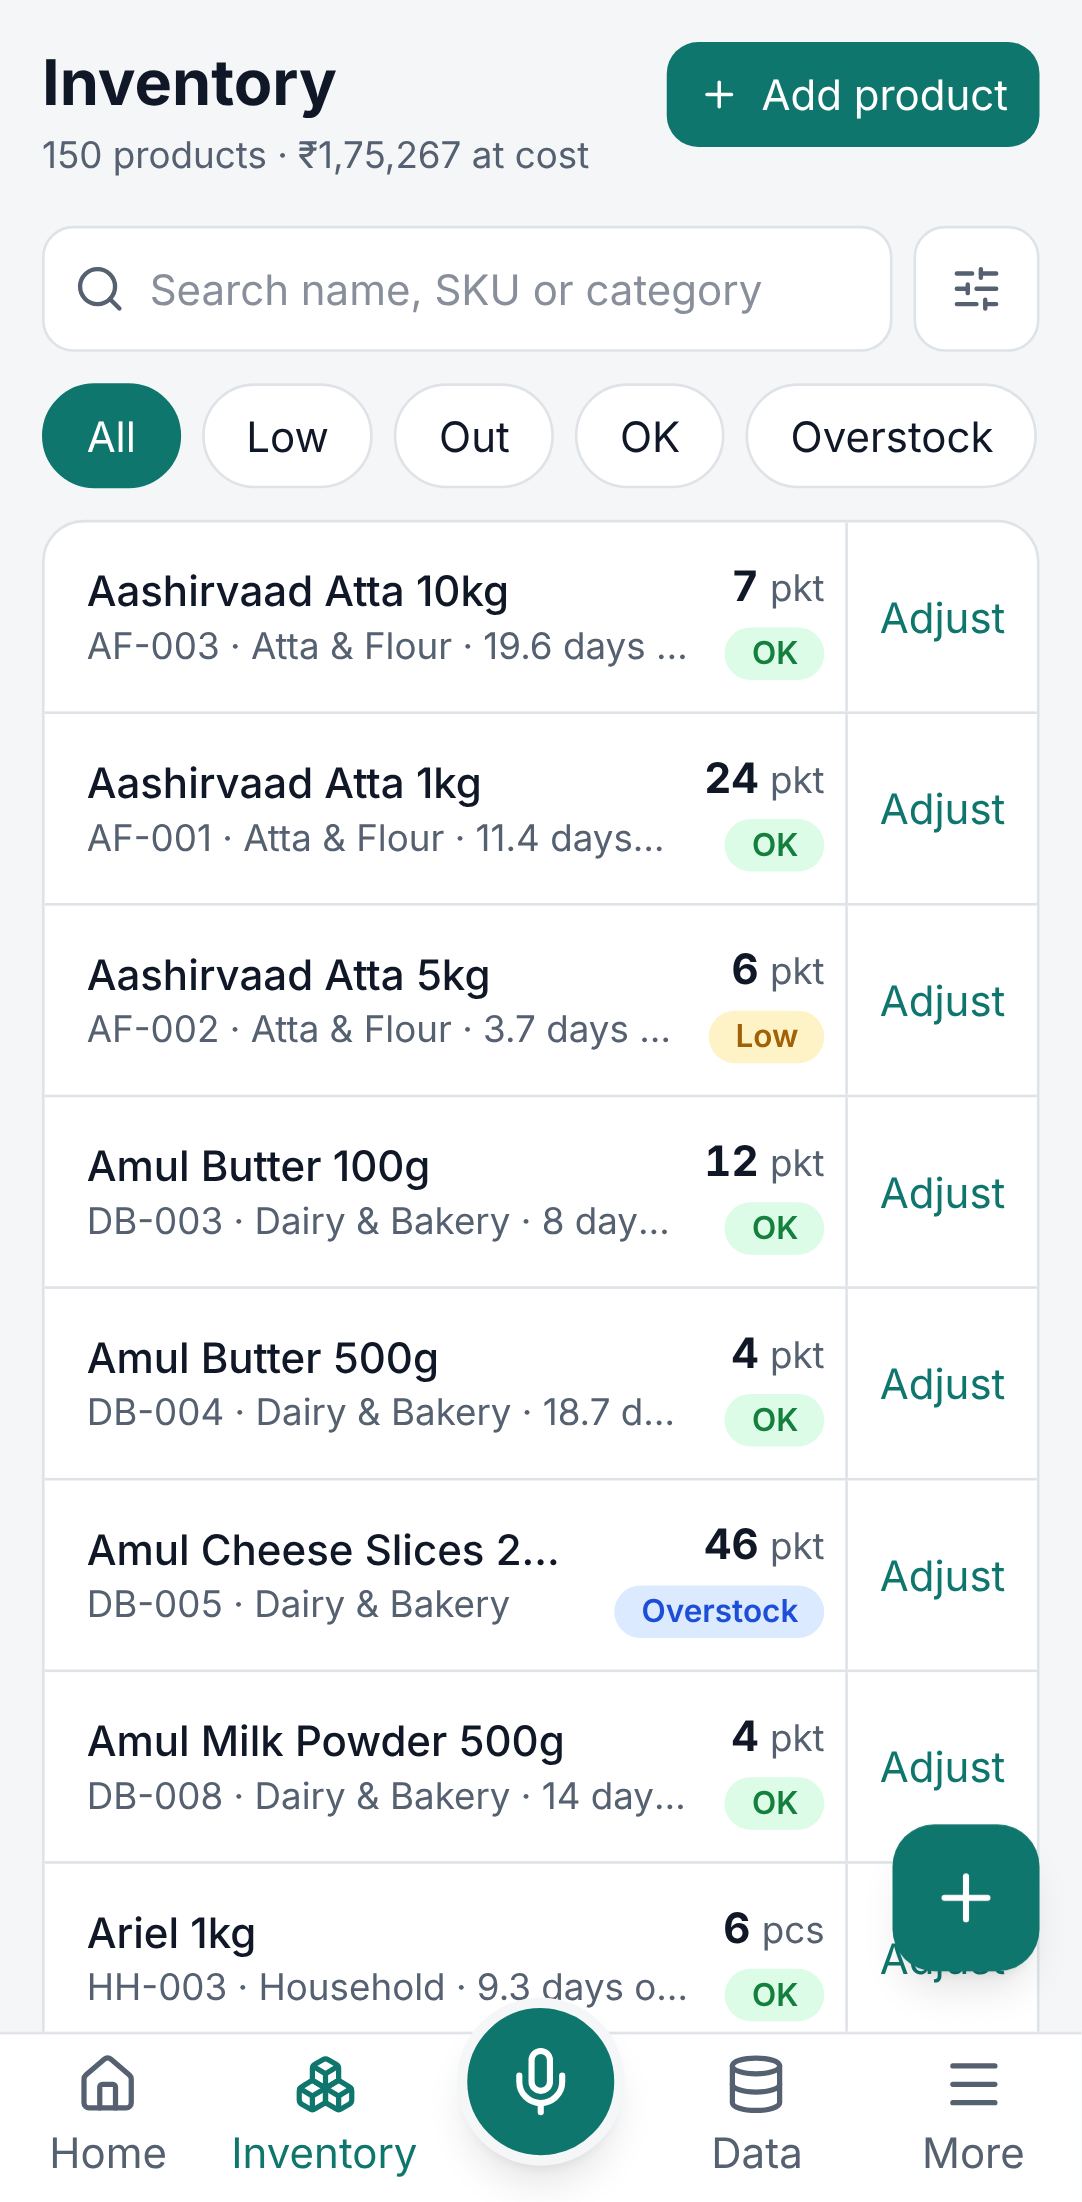 Inventory
+ Add product
150 products · ₹1,75,267 at cost
Search name, SKU or category
All Low Out OK Overstock
Aashirvaad Atta 10kg 7 pkt
AF-003 · Atta & Flour · 19.6 days ... OK
Adjust
Aashirvaad Atta 1kg 24 pkt
AF-001 · Atta & Flour · 11.4 days... OK
Adjust
Aashirvaad Atta 5kg 6 pkt
AF-002 · Atta & Flour · 3.7 days ... Low
Adjust
Amul Butter 100g 12 pkt
DB-003 · Dairy & Bakery · 8 day... OK
Adjust
Amul Butter 500g 4 pkt
DB-004 · Dairy & Bakery · 18.7 d... OK
Adjust
Amul Cheese Slices 2... 46 pkt
DB-005 · Dairy & Bakery Overstock
Adjust
Amul Milk Powder 500g 4 pkt
DB-008 · Dairy & Bakery · 14 day... OK
Adjust
Ariel 1kg 6 pcs
HH-003 · Household · 9.3 days o... OK
Adjust
Home Inventory Data More